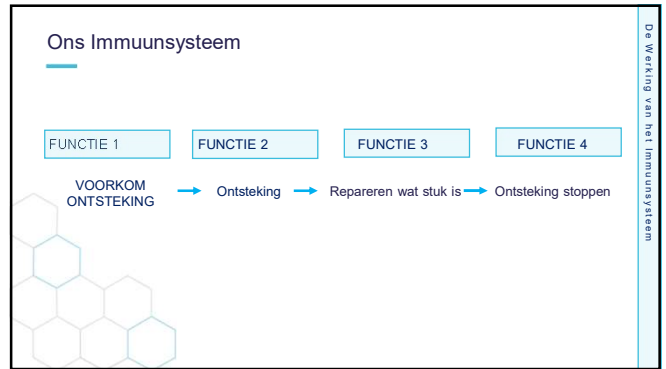 Ons Immuunsysteem
FUNCTIE 1
FUNCTIE 2
FUNCTIE 3
FUNCTIE 4
VOORKOM
ONTSTEKING
Ontsteking
Repareren wat stuk is
Ontsteking stoppen
De Werking van het Immuunsysteem